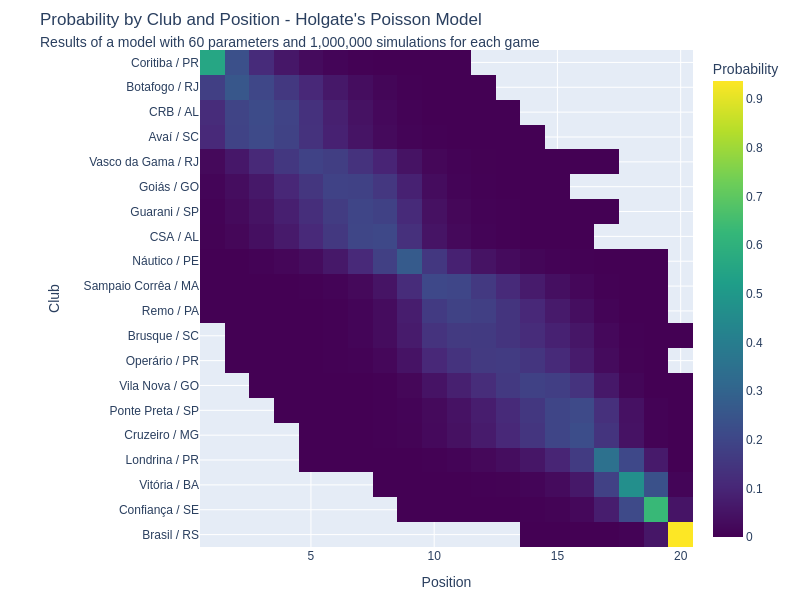 Probability by Club and Position - Holgate's Poisson Model
Results of a model with 60 parameters and 1,000,000 simulations for each game
Probability
Club
Coritiba / PR
Botafogo / RJ
CRB / AL
Avaí / SC
Vasco da Gama / RJ
Goiás / GO
Guarani / SP
CSA / AL
Náutico / PE
Sampaio Corrêa / MA
Remo / PA
Brusque / SC
Operário / PR
Vila Nova / GO
Ponte Preta / SP
Cruzeiro / MG
Londrina / PR
Vitória / BA
Confiança / SE
Brasil / RS
0.9
0.8
0.7
0.6
0.5
0.4
0.3
0.2
0.1
0
5
10
15
20
Position